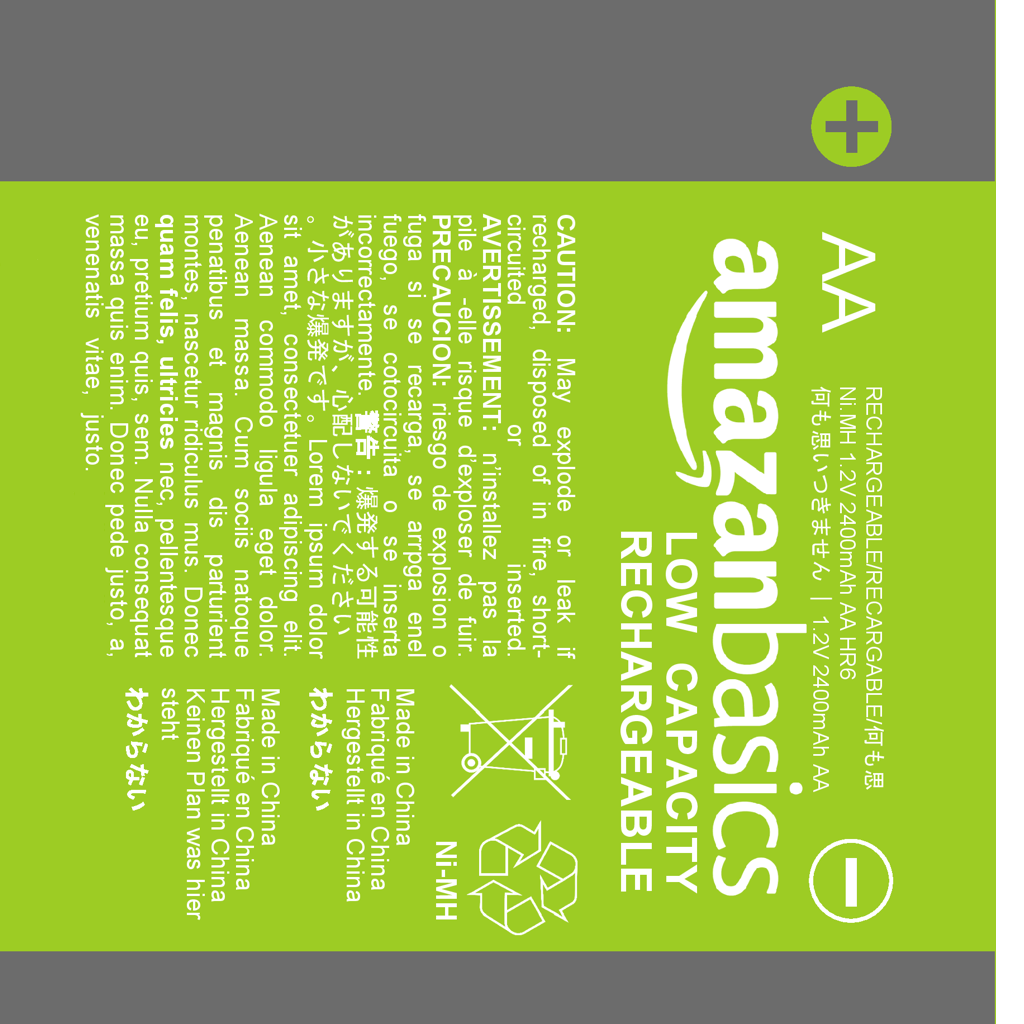 +
AA
RECHARGEABLE/RECARGABLE/何も思
Ni.MH 1.2V 2400mAh AA HR6
何も思いつきません | 1.2V 2400mAh AA
−
amazanbasics
LOW CAPACITY
RECHARGEABLE
CAUTION: May explode or leak if
recharged, disposed of in fire, short-
circuited or inserted.
AVERTISSEMENT: n'installez pas la
pile à -elle risque d'exploser de fuir.
PRECAUCION: riesgo de explosion o
fuga si se recarga, se arrpga enel
fuego, se cotocircuita o se inserta
incorrectamente. 警告：爆発する可能性
がありますが、心配しないでください
。小さな爆発です。Lorem ipsum dolor
sit amet, consectetuer adipiscing elit.
Aenean commodo ligula eget dolor.
Aenean massa. Cum sociis natoque
penatibus et magnis dis parturient
montes, nascetur ridiculus mus. Donec
quam felis, ultricies nec, pellentesque
eu, pretium quis, sem. Nulla consequat
massa quis enim. Donec pede justo, a,
venenatis vitae, justo.
Ni-MH
Made in China
Fabriqué en China
Hergestellt in China
わからない
Made in China
Fabriqué en China
Hergestellt in China
Keinen Plan was hier
steht
わからない